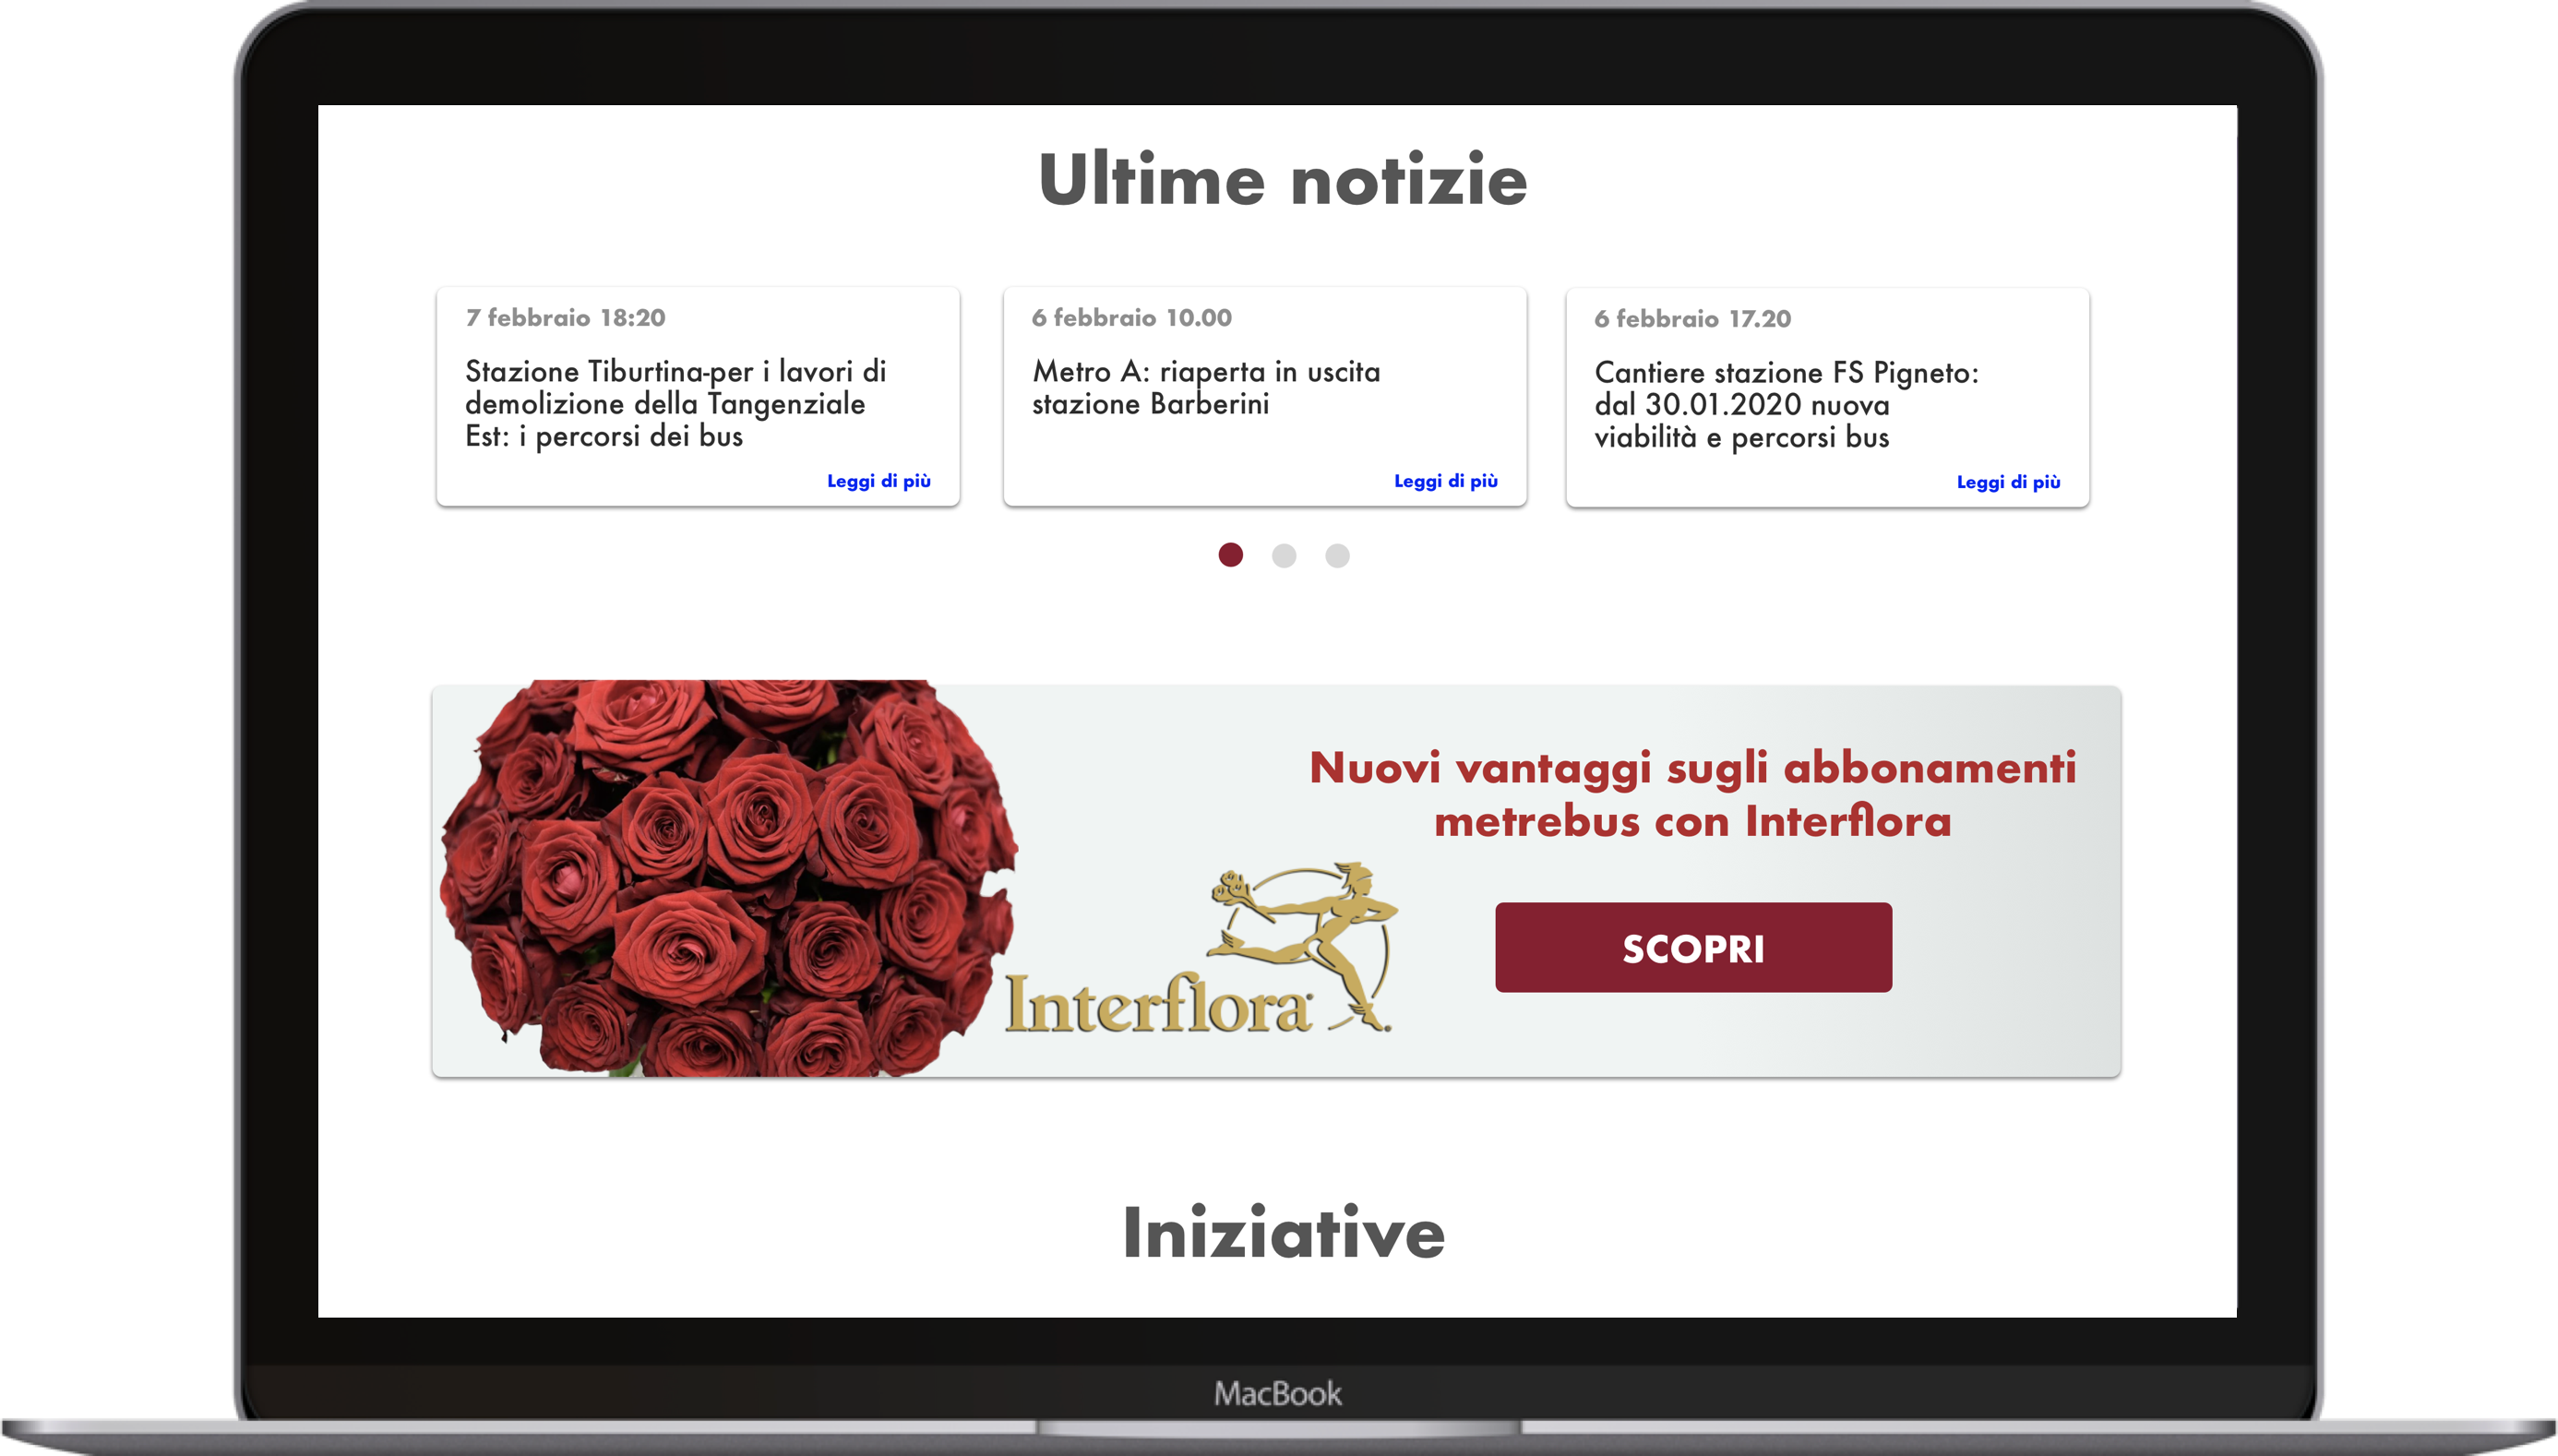 Ultime notizie
7 febbraio 18:20
Stazione Tiburtina-per i lavori di
demolizione della Tangenziale
Est: i percorsi dei bus
Leggi di più
6 febbraio 10.00
Metro A: riaperta in uscita
stazione Barberini
Leggi di più
6 febbraio 17.20
Cantiere stazione FS Pigneto:
dal 30.01.2020 nuova
viabilità e percorsi bus
Leggi di più
Nuovi vantaggi sugli abbonamenti
metrebus con Interflora
Interflora
SCOPRI
Iniziative
MacBook